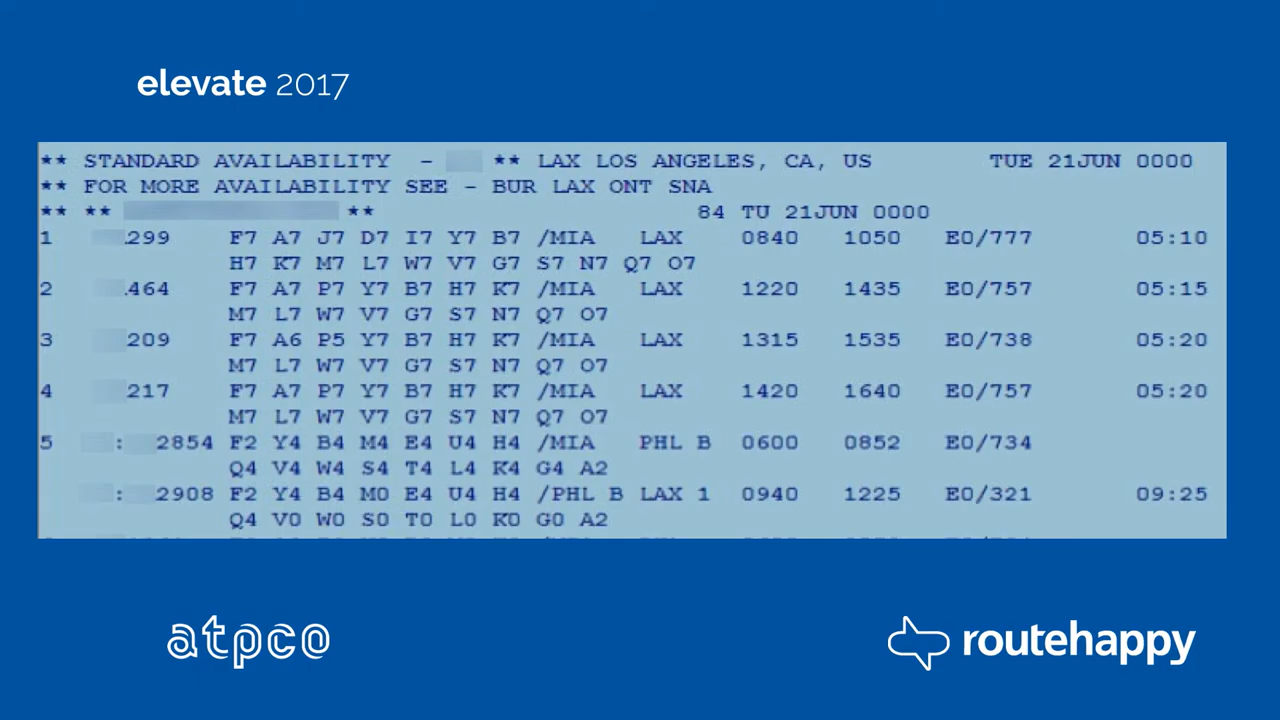 elevate 2017
** STANDARD AVAILABILITY - ** LAX LOS ANGELES, CA, US TUE 21JUN 0000
** FOR MORE AVAILABILITY SEE - BUR LAX ONT SNA
** ** ** 84 TU 21JUN 0000
1 299 F7 A7 J7 D7 I7 Y7 B7 /MIA LAX 0840 1050 E0/777 05:10
H7 K7 M7 L7 W7 V7 G7 S7 N7 Q7 O7
2 464 F7 A7 P7 Y7 B7 H7 K7 /MIA LAX 1220 1435 E0/757 05:15
M7 L7 W7 V7 G7 S7 N7 Q7 O7
3 209 F7 A6 P5 Y7 B7 H7 K7 /MIA LAX 1315 1535 E0/738 05:20
M7 L7 W7 V7 G7 S7 N7 Q7 O7
4 217 F7 A7 P7 Y7 B7 H7 K7 /MIA LAX 1420 1640 E0/757 05:20
M7 L7 W7 V7 G7 S7 N7 Q7 O7
5 : 2854 F2 Y4 B4 M4 E4 U4 H4 /MIA PHL B 0600 0852 E0/734
Q4 V4 W4 S4 T4 L4 K4 G4 A2
: 2908 F2 Y4 B4 M0 E4 U4 H4 /PHL B LAX 1 0940 1225 E0/321 09:25
Q4 V0 W0 S0 T0 L0 K0 G0 A2
atpco
routehappy